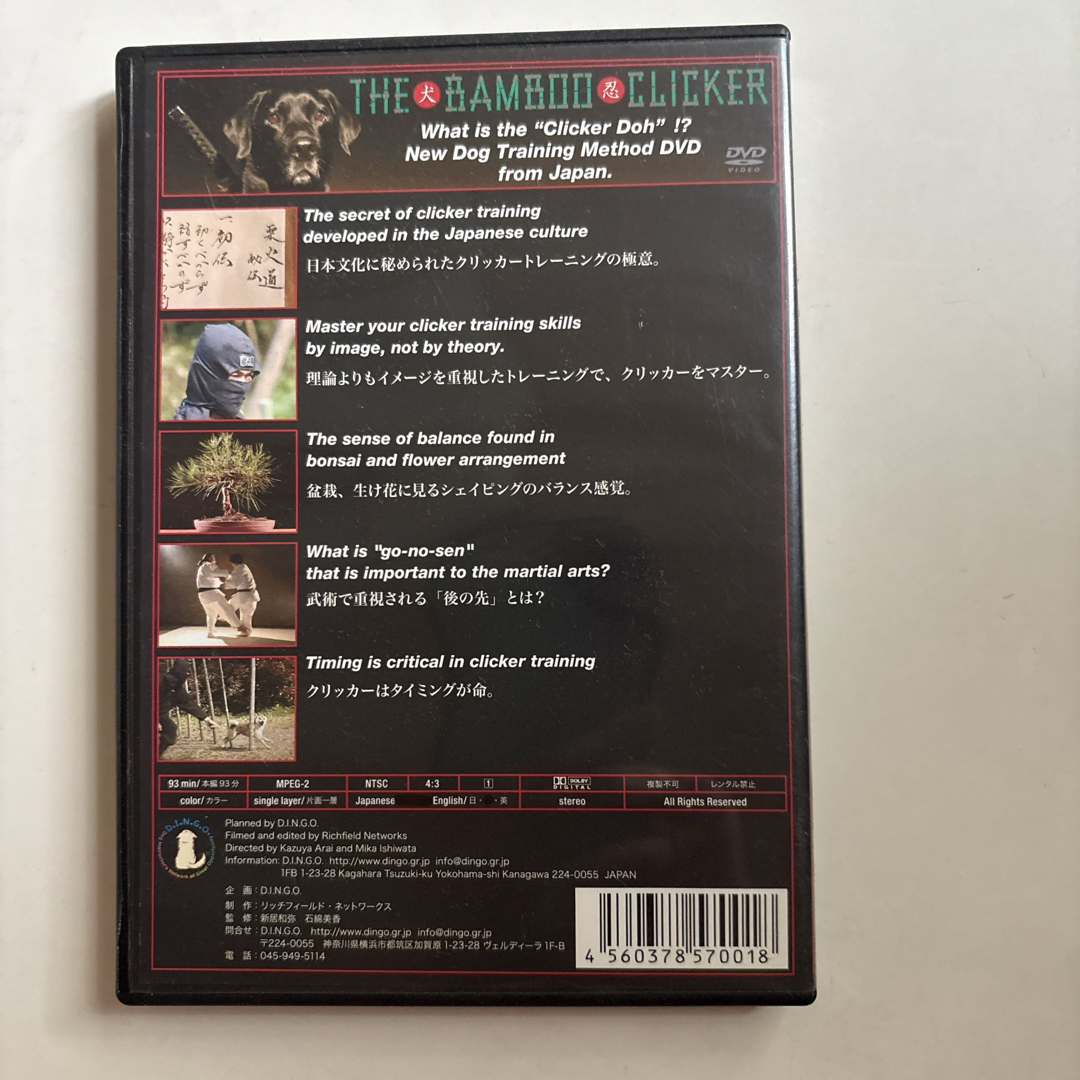 THE 犬 BAMBOO 忍 CLICKER
What is the “Clicker Doh” !?
New Dog Training Method DVD
from Japan.
DVD
VIDEO
The secret of clicker training
developed in the Japanese culture
日本文化に秘められたクリッカートレーニングの極意。
Master your clicker training skills
by image, not by theory.
理論よりもイメージを重視したトレーニングで、クリッカーをマスター。
The sense of balance found in
bonsai and flower arrangement
盆栽、生け花に見るシェイピングのバランス感覚。
What is "go-no-sen"
that is important to the martial arts?
武術で重視される「後の先」とは?
Timing is critical in clicker training
クリッカーはタイミングが命。
93 min/本編93分 MPEG-2 NTSC 4:3 1 DOLBY DIGITAL 複製不可 レンタル禁止
color/カラー single layer/片面一層 Japanese English/日・英 stereo All Rights Reserved
D.I.N.G.O.
Planned by D.I.N.G.O.
Filmed and edited by Richfield Networks
Directed by Kazuya Arai and Mika Ishiwata
Information: D.I.N.G.O. http://www.dingo.gr.jp info@dingo.gr.jp
1FB 1-23-28 Kagahara Tsuzuki-ku Yokohama-shi Kanagawa 224-0055 JAPAN
企 画:D.I.N.G.O.
制 作:リッチフィールド・ネットワークス
監 修:新居和弥 石綿美香
問合せ:D.I.N.G.O. http://www.dingo.gr.jp info@dingo.gr.jp
〒224-0055 神奈川県横浜市都筑区加賀原1-23-28 ヴェルディーラ1F-B
電 話:045-949-5114
4 560378 570018